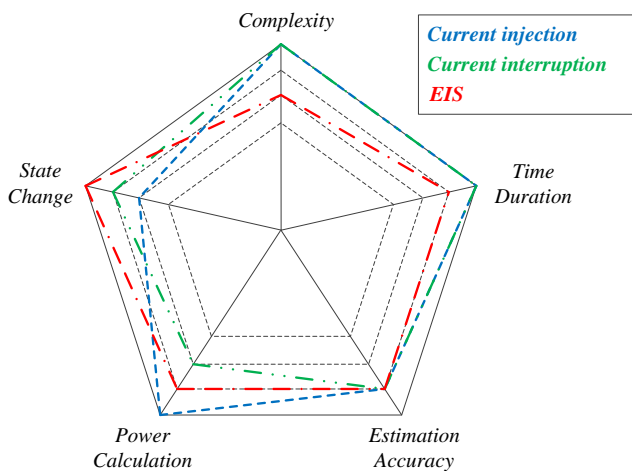 Complexity
Current injection
Current interruption
EIS
State
Change
Time
Duration
Power
Calculation
Estimation
Accuracy